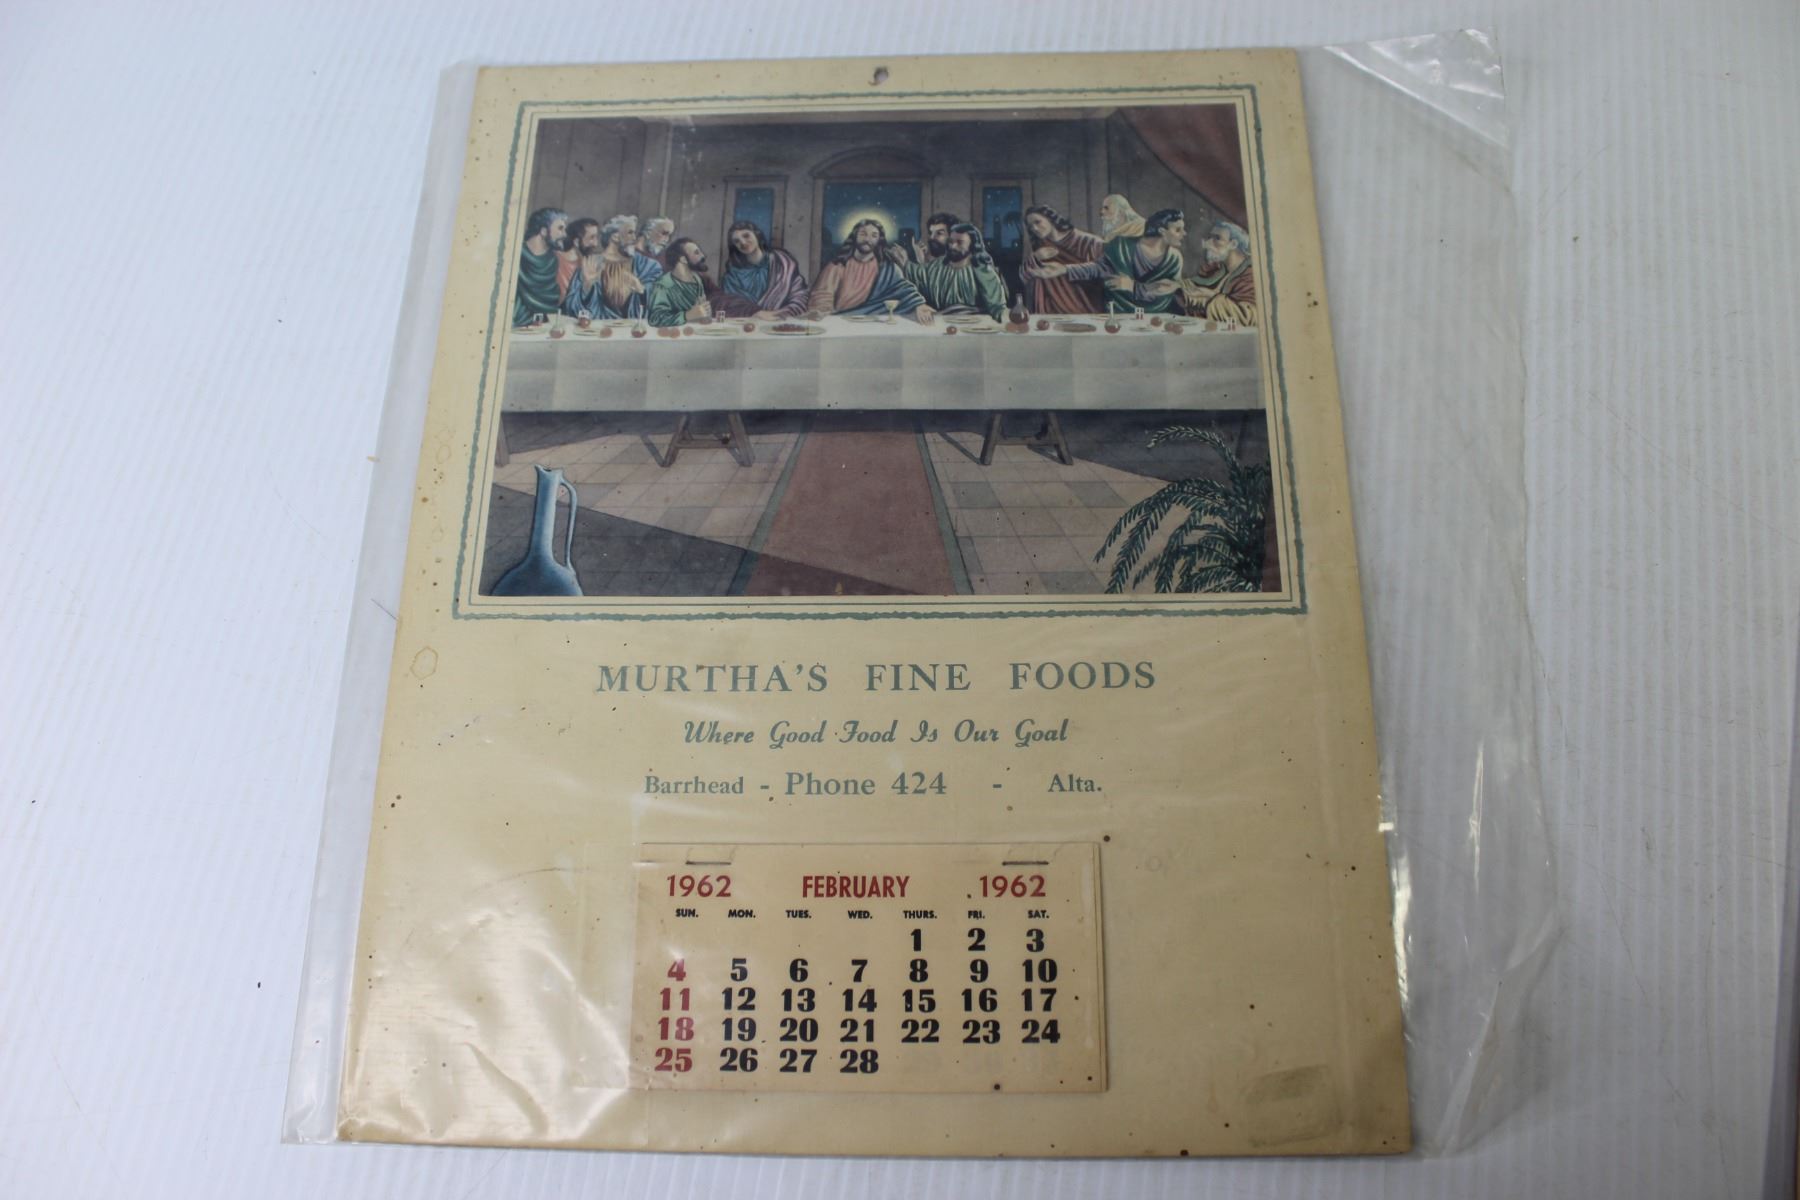 MURTHA'S FINE FOODS
Where Good Food Is Our Goal
Barrhead - Phone 424 - Alta.
1962 FEBRUARY 1962
SUN. MON. TUES. WED. THURS. FRI. SAT.
1 2 3
4 5 6 7 8 9 10
11 12 13 14 15 16 17
18 19 20 21 22 23 24
25 26 27 28